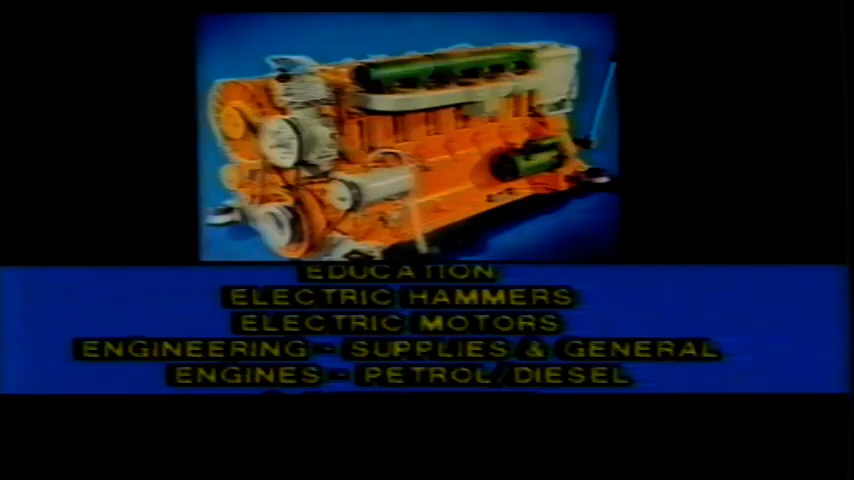 EDUCATION
ELECTRIC HAMMERS
ELECTRIC MOTORS
ENGINEERING - SUPPLIES & GENERAL
ENGINES - PETROL/DIESEL